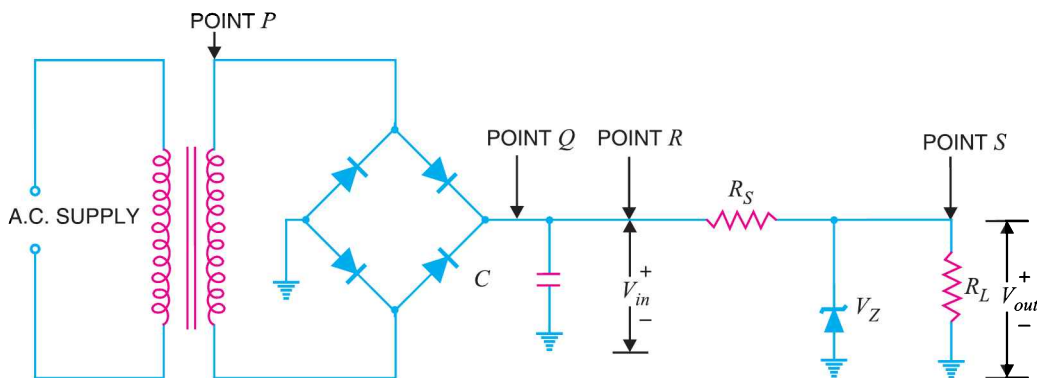 POINT P
POINT Q
POINT R
POINT S
R_S
A.C. SUPPLY
C
+
V_in
−
V_Z
R_L
+
V_out
−